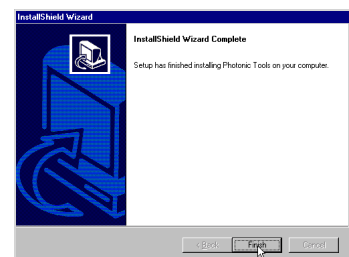 InstallShield Wizard
InstallShield Wizard Complete
Setup has finished installing Photonic Tools on your computer.
< Back
Finish
Cancel